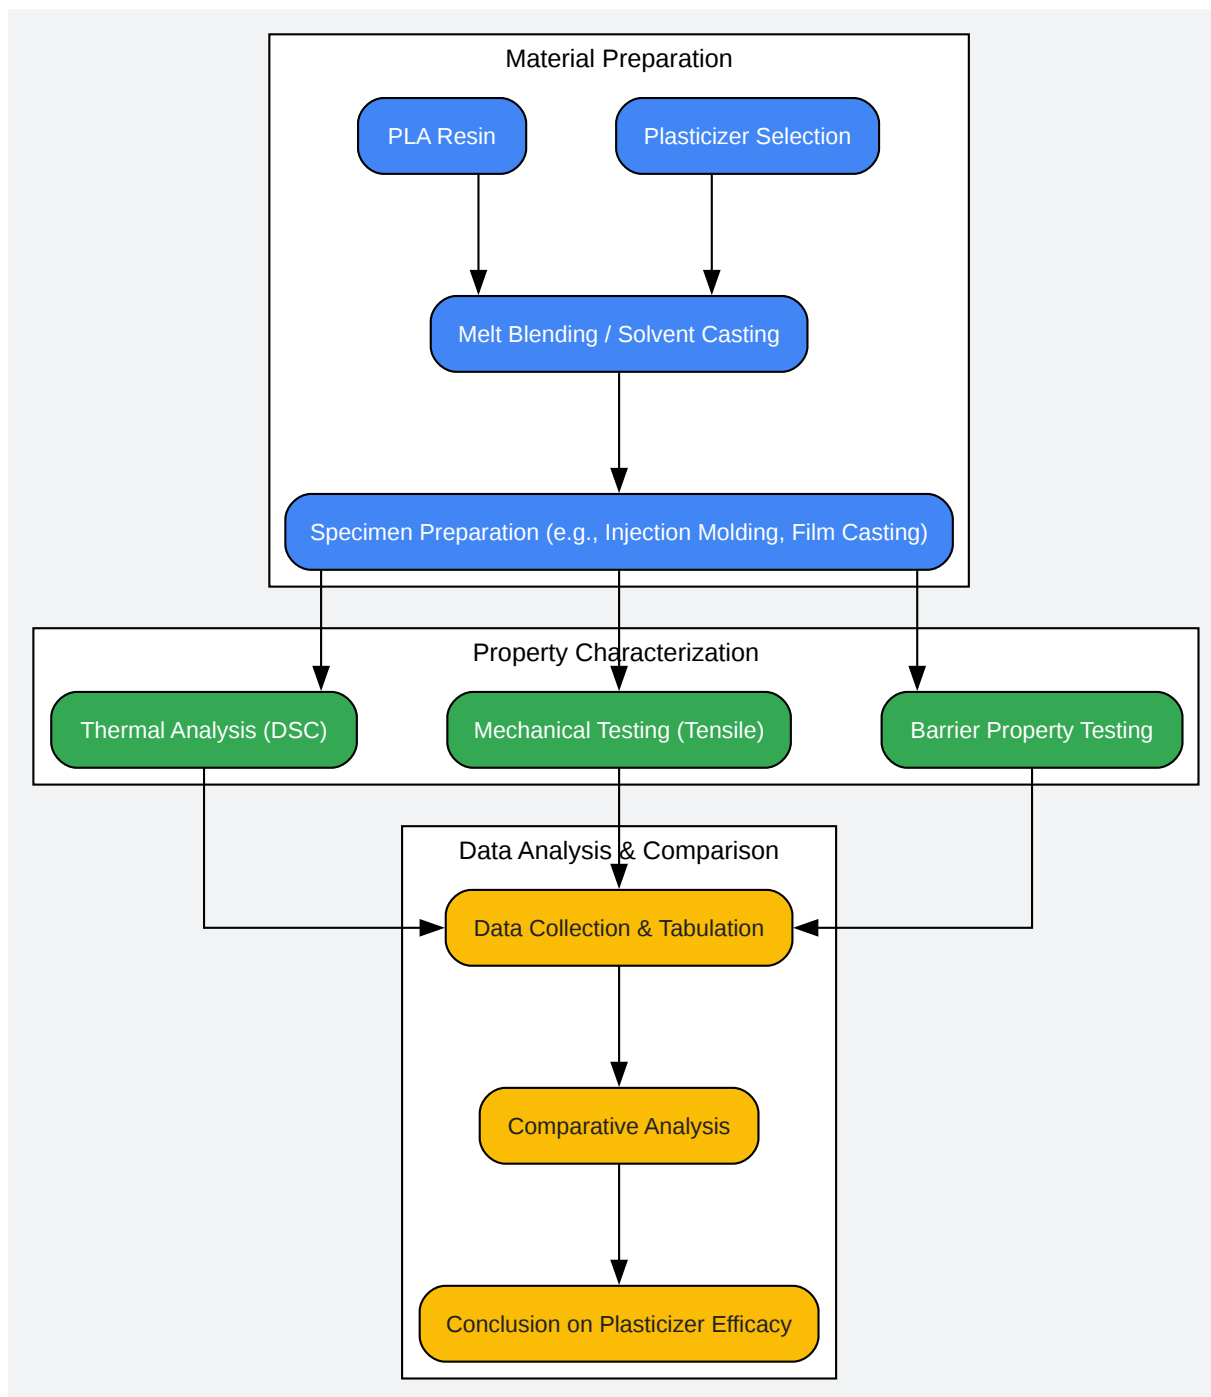 Material Preparation
PLA Resin
Plasticizer Selection
Melt Blending / Solvent Casting
Specimen Preparation (e.g., Injection Molding, Film Casting)
Property Characterization
Thermal Analysis (DSC)
Mechanical Testing (Tensile)
Barrier Property Testing
Data Analysis & Comparison
Data Collection & Tabulation
Comparative Analysis
Conclusion on Plasticizer Efficacy